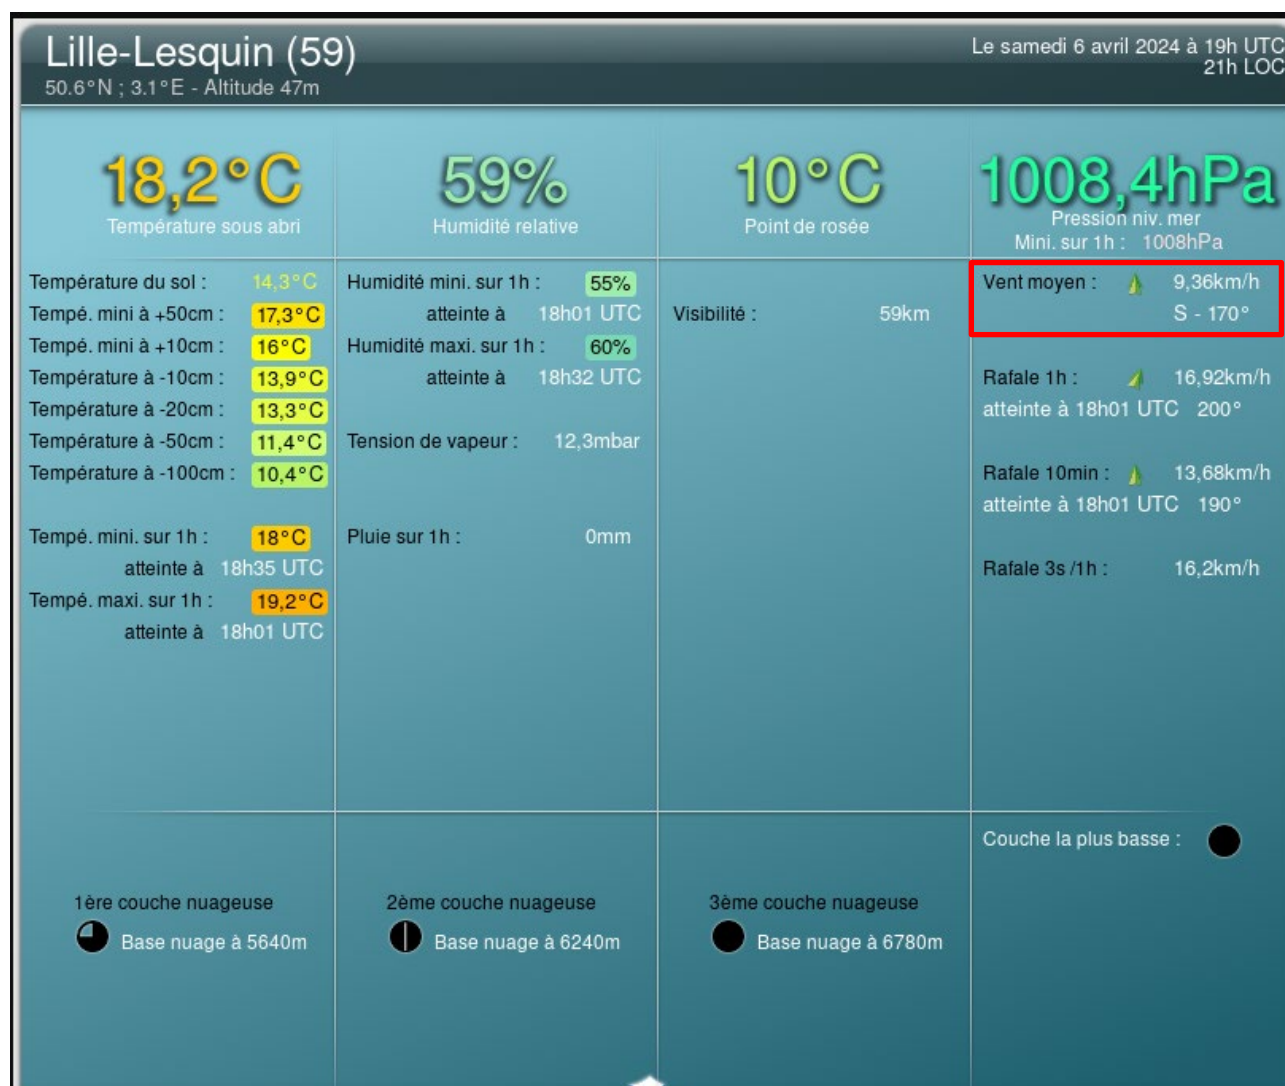 Lille-Lesquin (59)
50.6°N ; 3.1°E - Altitude 47m
Le samedi 6 avril 2024 à 19h UTC
21h LOC
18,2°C
Température sous abri
59%
Humidité relative
10°C
Point de rosée
1008,4hPa
Pression niv. mer
Mini. sur 1h : 1008hPa
Température du sol : 14,3°C
Tempé. mini à +50cm : 17,3°C
Tempé. mini à +10cm : 16°C
Température à -10cm : 13,9°C
Température à -20cm : 13,3°C
Température à -50cm : 11,4°C
Température à -100cm : 10,4°C
Tempé. mini. sur 1h : 18°C
atteinte à 18h35 UTC
Tempé. maxi. sur 1h : 19,2°C
atteinte à 18h01 UTC
Humidité mini. sur 1h : 55%
atteinte à 18h01 UTC
Humidité maxi. sur 1h : 60%
atteinte à 18h32 UTC
Tension de vapeur : 12,3mbar
Pluie sur 1h : 0mm
Visibilité : 59km
Vent moyen : 9,36km/h
S - 170°
Rafale 1h : 16,92km/h
atteinte à 18h01 UTC 200°
Rafale 10min : 13,68km/h
atteinte à 18h01 UTC 190°
Rafale 3s /1h : 16,2km/h
1ère couche nuageuse
Base nuage à 5640m
2ème couche nuageuse
Base nuage à 6240m
3ème couche nuageuse
Base nuage à 6780m
Couche la plus basse :